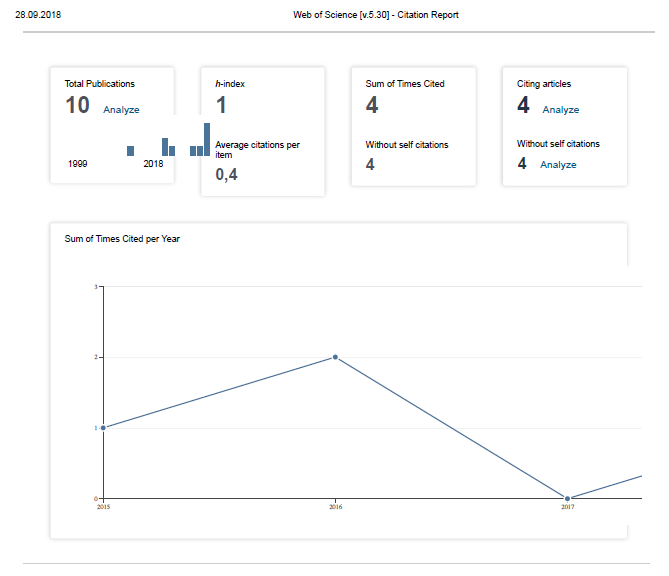 28.09.2018
Web of Science [v.5.30] - Citation Report
Total Publications
10 Analyze
1999 2018
h-index
1
Average citations per
item
0,4
Sum of Times Cited
4
Without self citations
4
Citing articles
4 Analyze
Without self citations
4 Analyze
Sum of Times Cited per Year
3
2
1
0
2015 2016 2017